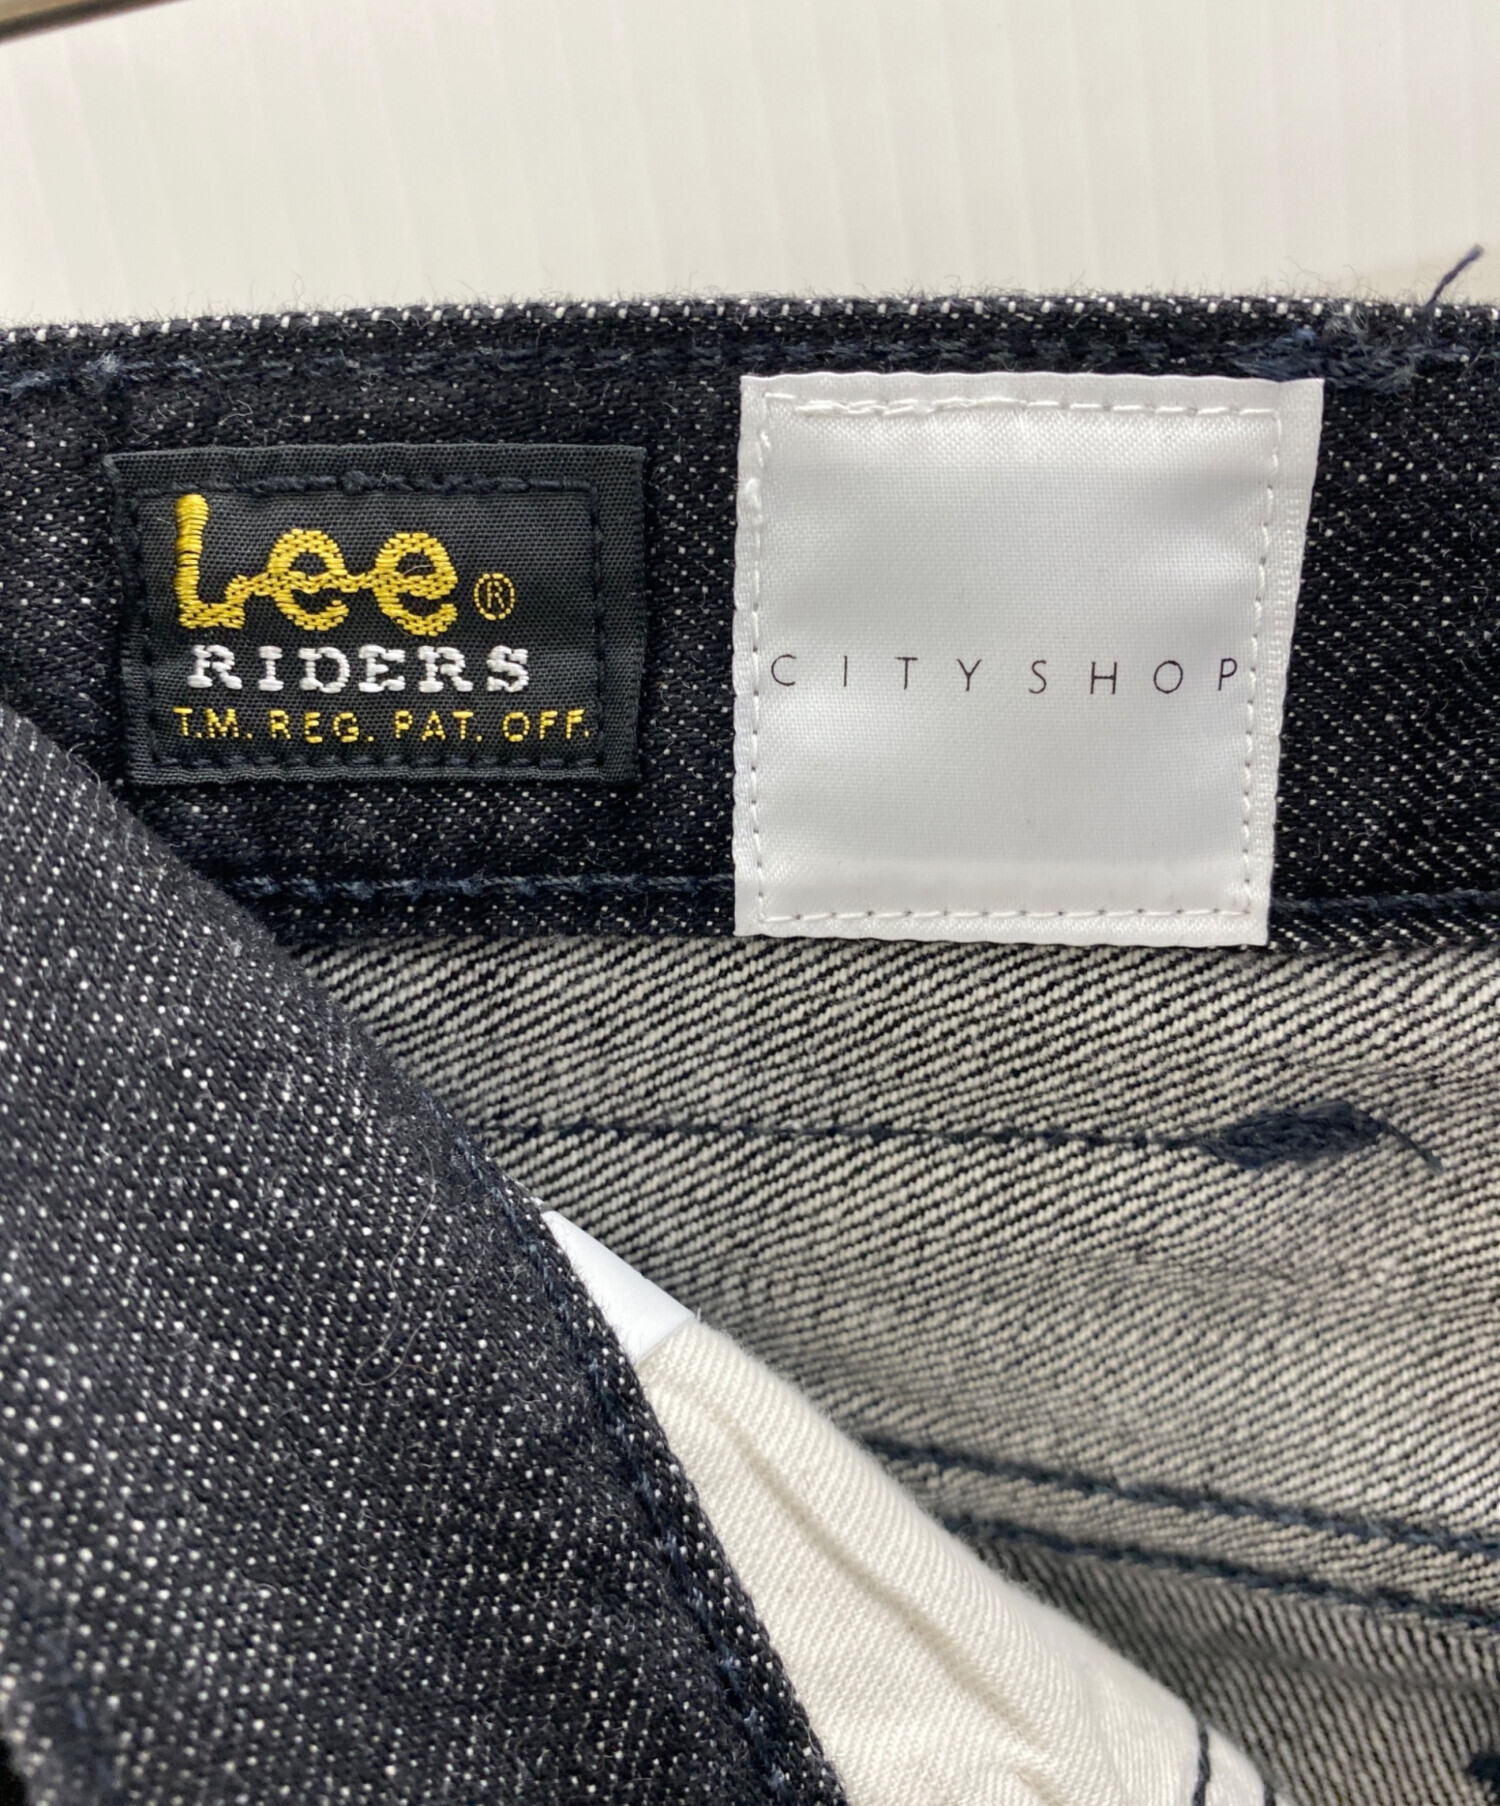 Lee®
RIDERS
T.M. REG. PAT. OFF.
CITYSHOP